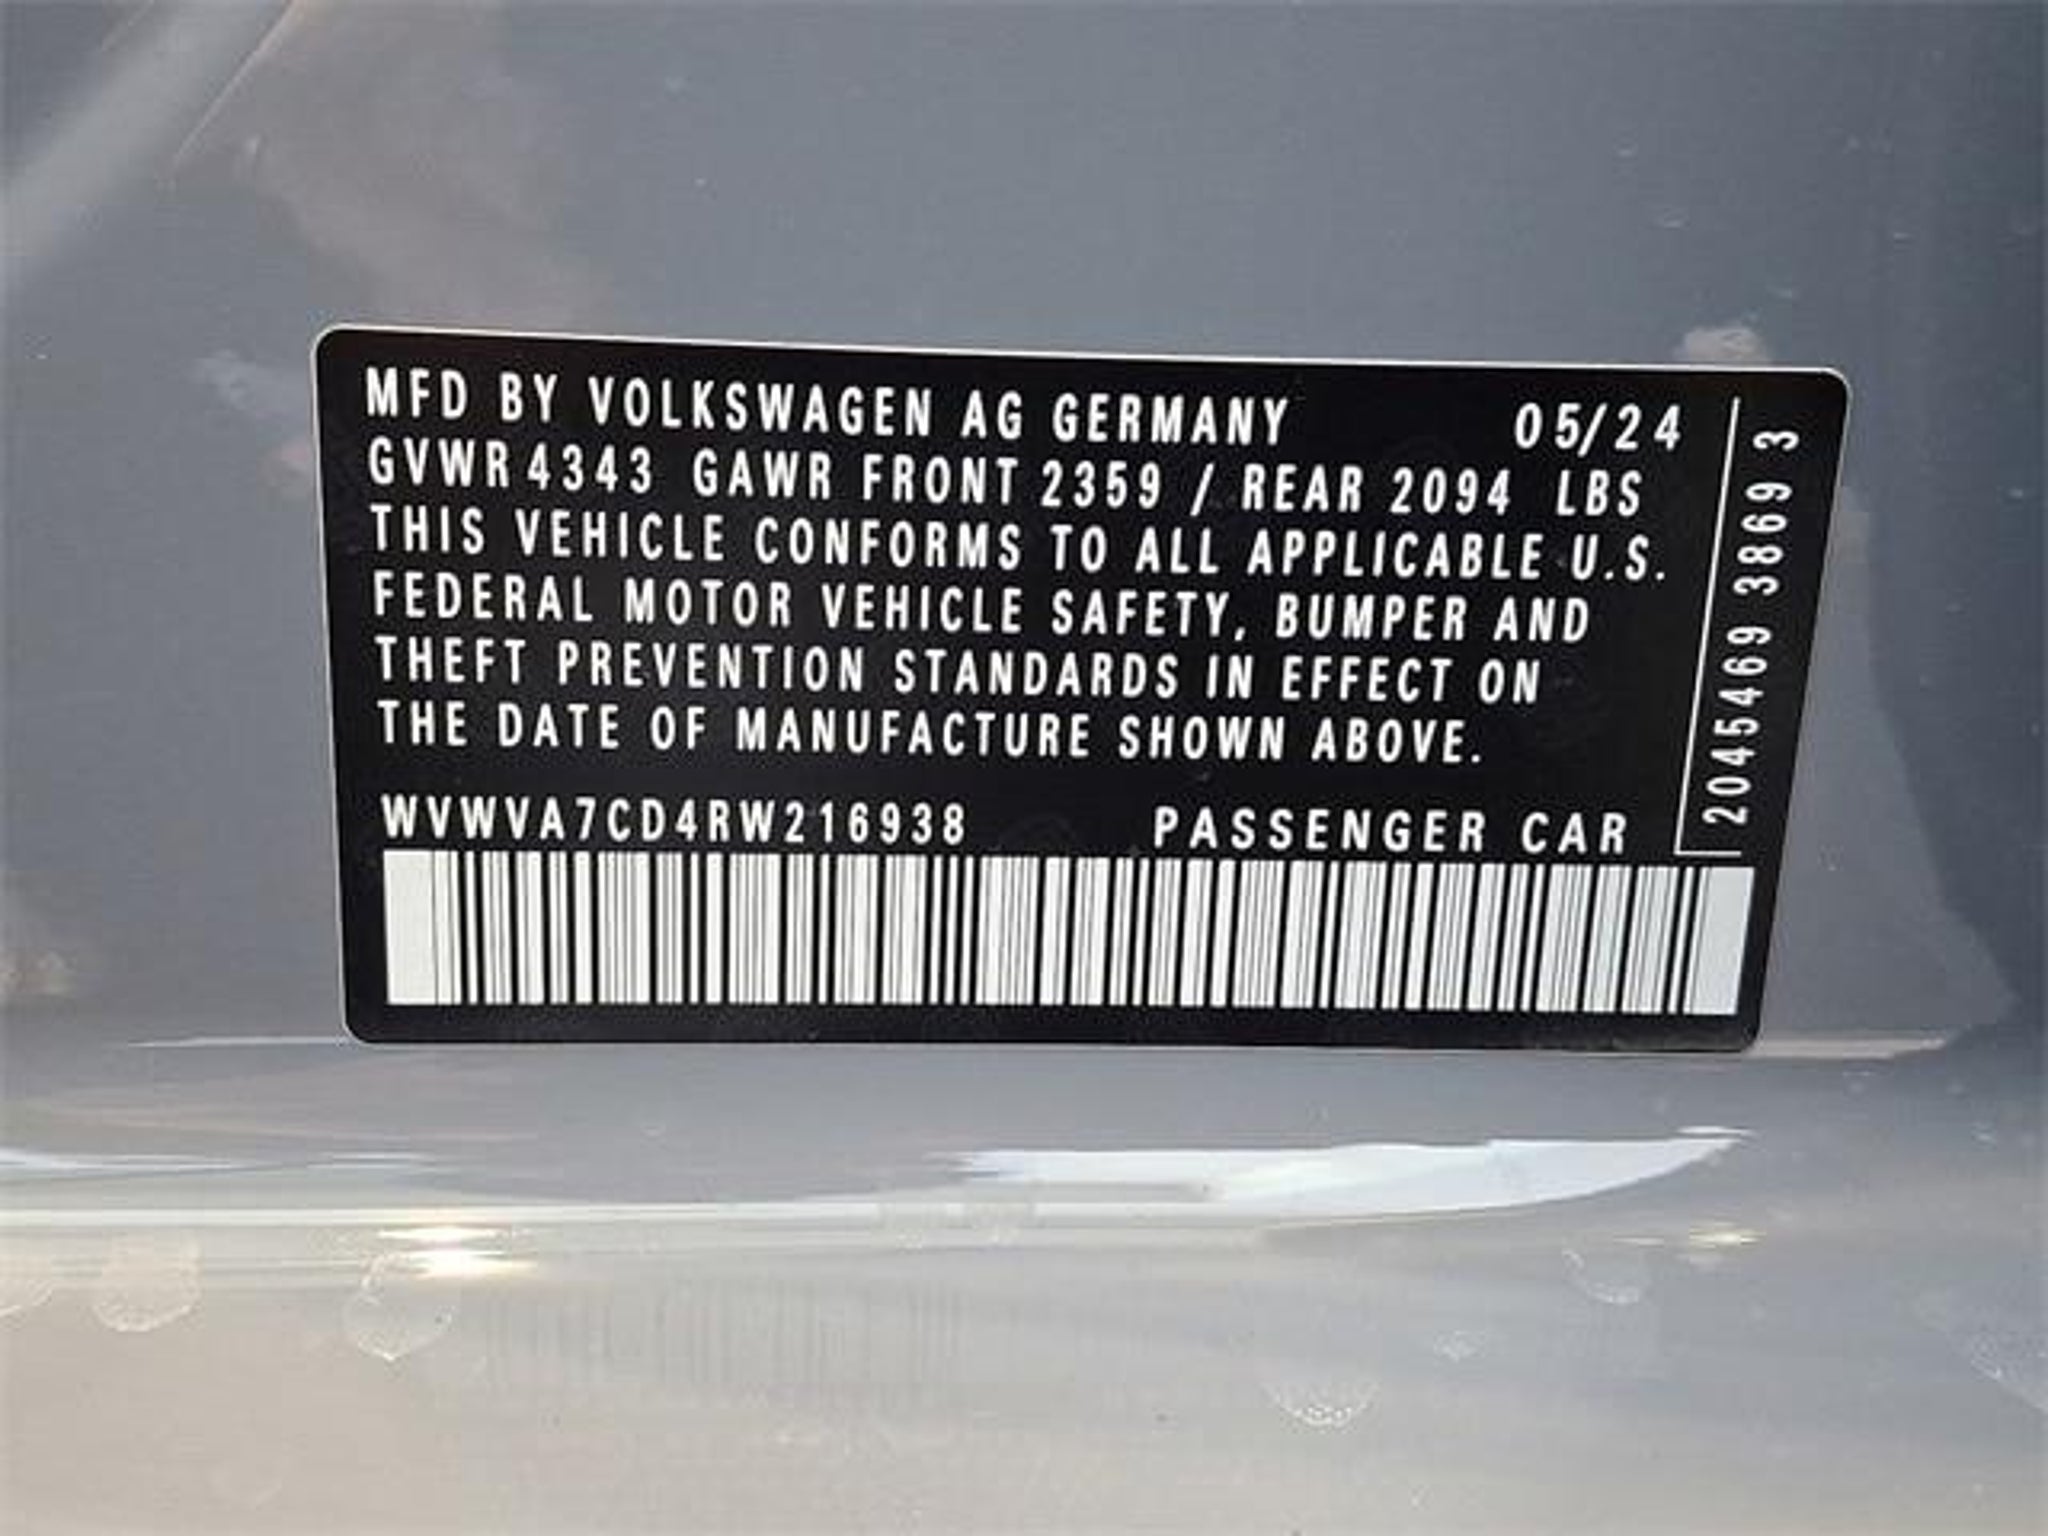 MFD BY VOLKSWAGEN AG GERMANY 05/24
GVWR 4343 GAWR FRONT 2359 / REAR 2094 LBS
THIS VEHICLE CONFORMS TO ALL APPLICABLE U.S.
FEDERAL MOTOR VEHICLE SAFETY, BUMPER AND
THEFT PREVENTION STANDARDS IN EFFECT ON
THE DATE OF MANUFACTURE SHOWN ABOVE.
WVWVA7CD4RW216938 PASSENGER CAR
2045469 3869 3